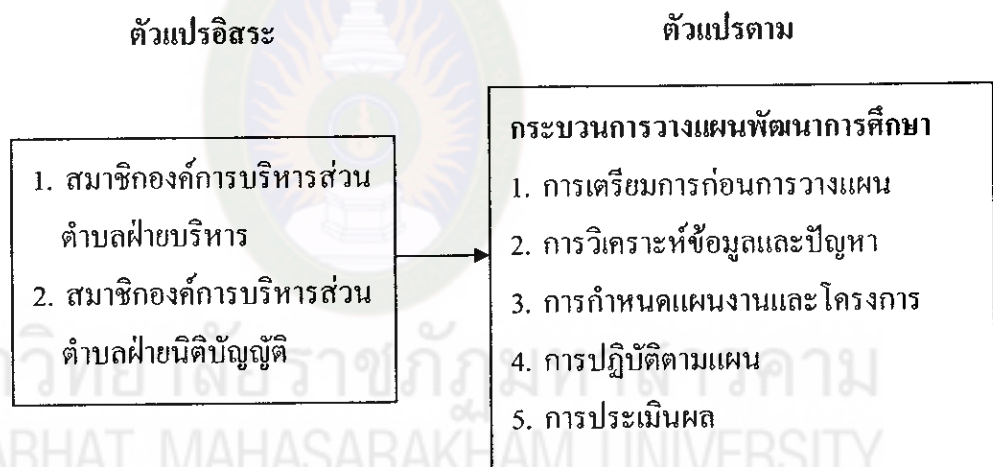 ตัวแปรอิสระ
ตัวแปรตาม
1. สมาชิกองค์การบริหารส่วน
ตำบลฝ่ายบริหาร
2. สมาชิกองค์การบริหารส่วน
ตำบลฝ่ายนิติบัญญัติ
กระบวนการวางแผนพัฒนาการศึกษา
1. การเตรียมการก่อนการวางแผน
2. การวิเคราะห์ข้อมูลและปัญหา
3. การกำหนดแผนงานและโครงการ
4. การปฏิบัติตามแผน
5. การประเมินผล
MAHASARAKHAM UNIVERSITY